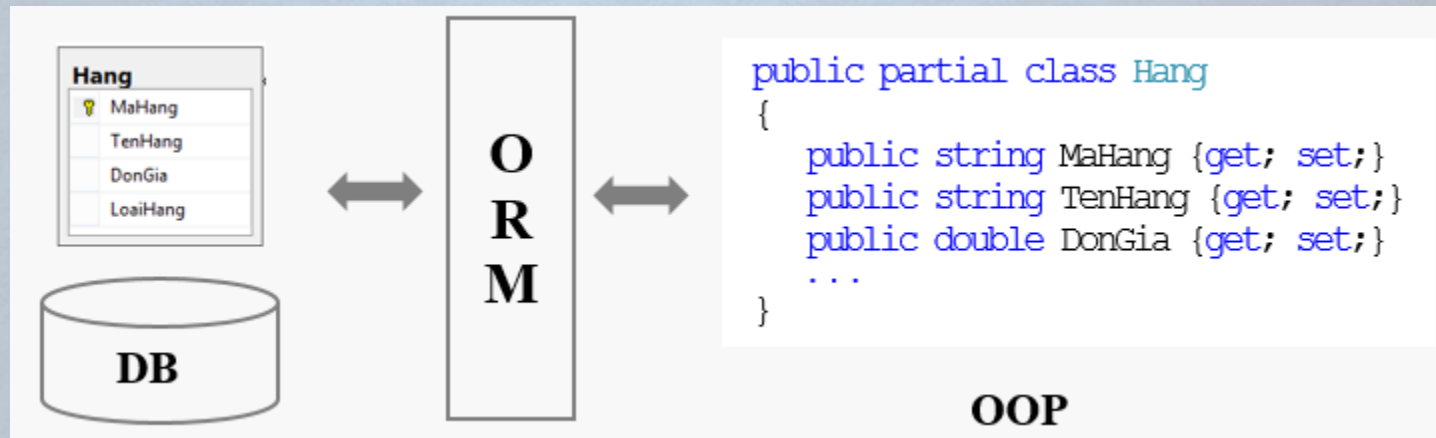 Hang
MaHang
TenHang
DonGia
LoaiHang
DB
O
R
M
public partial class Hang
{
public string MaHang {get; set;}
public string TenHang {get; set;}
public double DonGia {get; set;}
...
}
OOP